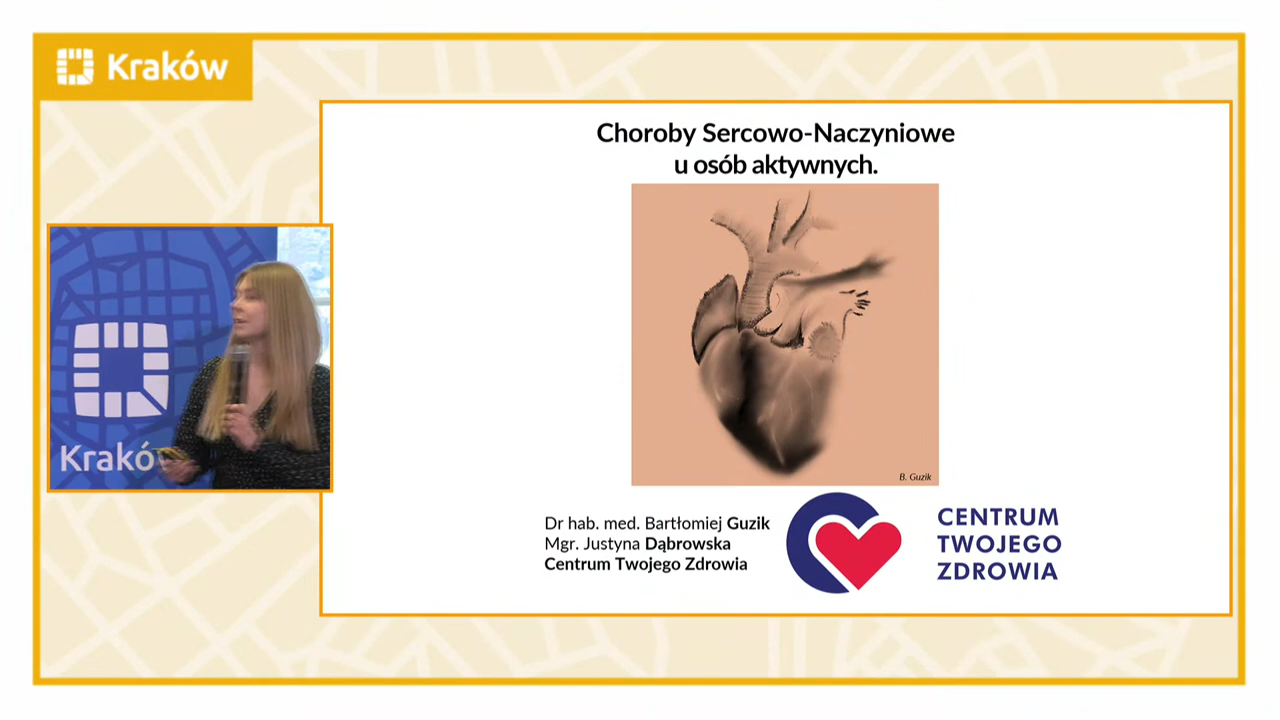 Kraków
Choroby Sercowo-Naczyniowe
u osób aktywnych.
B. Guzik
Krakó
Dr hab. med. Bartłomiej Guzik
Mgr. Justyna Dąbrowska
Centrum Twojego Zdrowia
CENTRUM
TWOJEGO
ZDROWIA